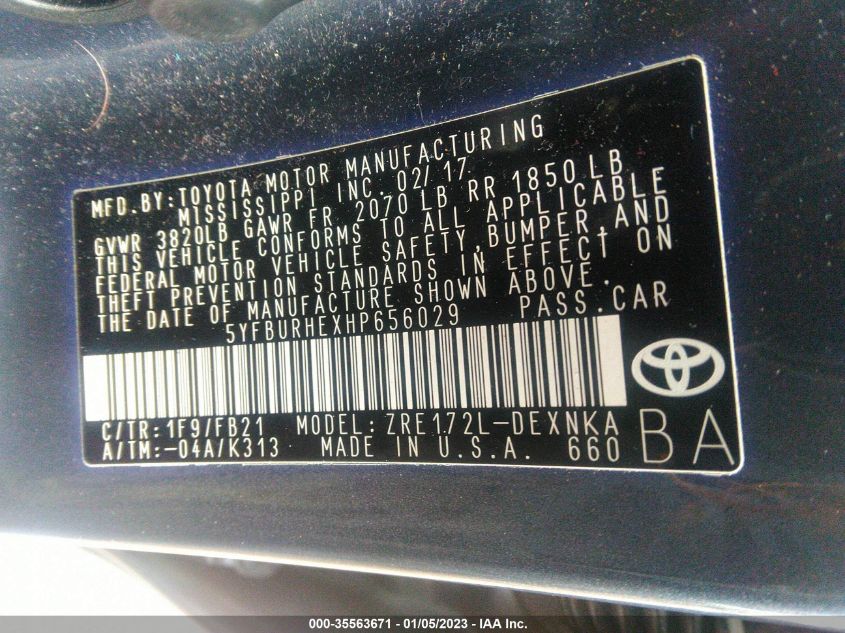 MFD.BY:TOYOTA MOTOR MANUFACTURING
MISSISSIPPI INC. 02/17
GVWR 3820LB GAWR FR 2070 LB RR 1850 LB
THIS VEHICLE CONFORMS TO ALL APPLICABLE
FEDERAL MOTOR VEHICLE SAFETY,BUMPER,AND
THEFT PREVENTION STANDARDS IN EFFECT ON
THE DATE OF MANUFACTURE SHOWN ABOVE.
5YFBURHEXHP656029 PASS.CAR
C/TR:1F9/FB21 MODEL:ZRE172L-DEXNKA
A/TM:-04A/K313 MADE IN U.S.A. 660
BA
000-35563671 | 01/05/2023 - IAA Inc.